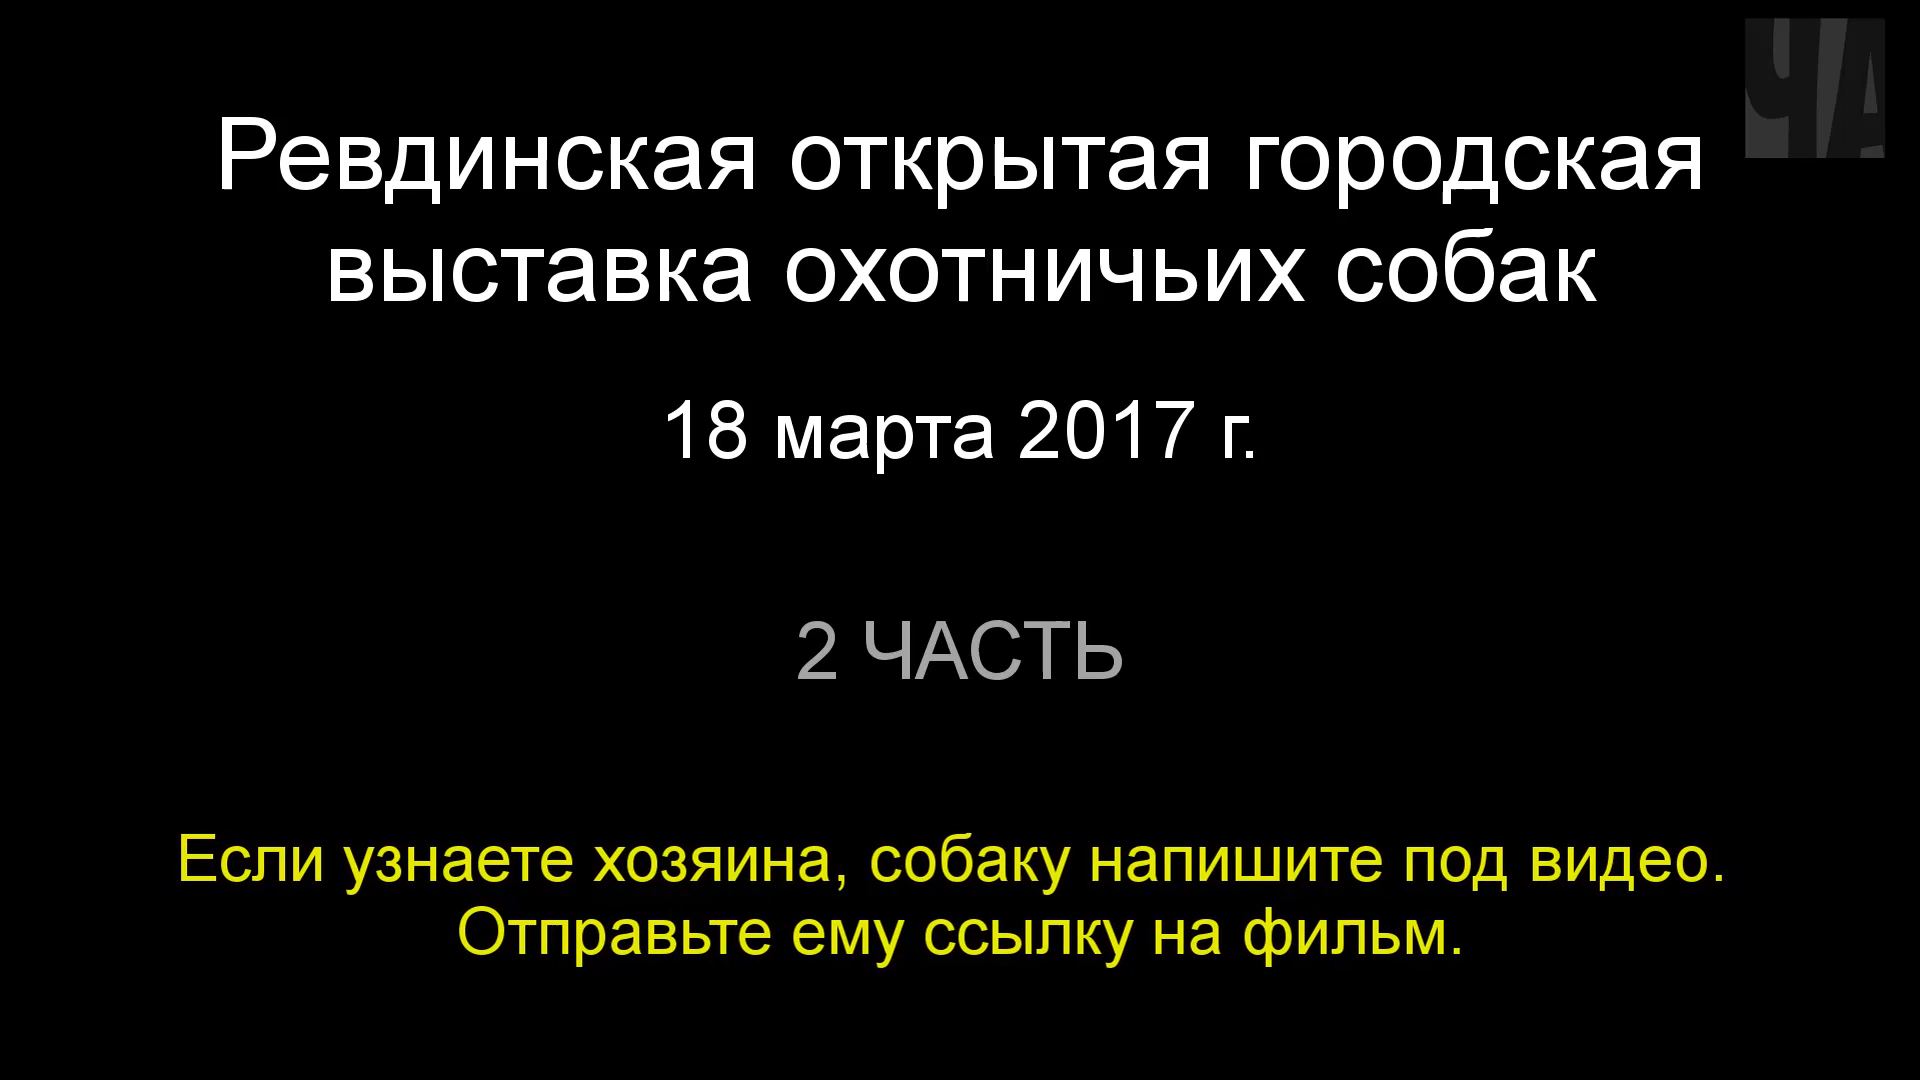 ЧА
Ревдинская открытая городская
выставка охотничьих собак
18 марта 2017 г.
2 ЧАСТЬ
Если узнаете хозяина, собаку напишите под видео.
Отправьте ему ссылку на фильм.